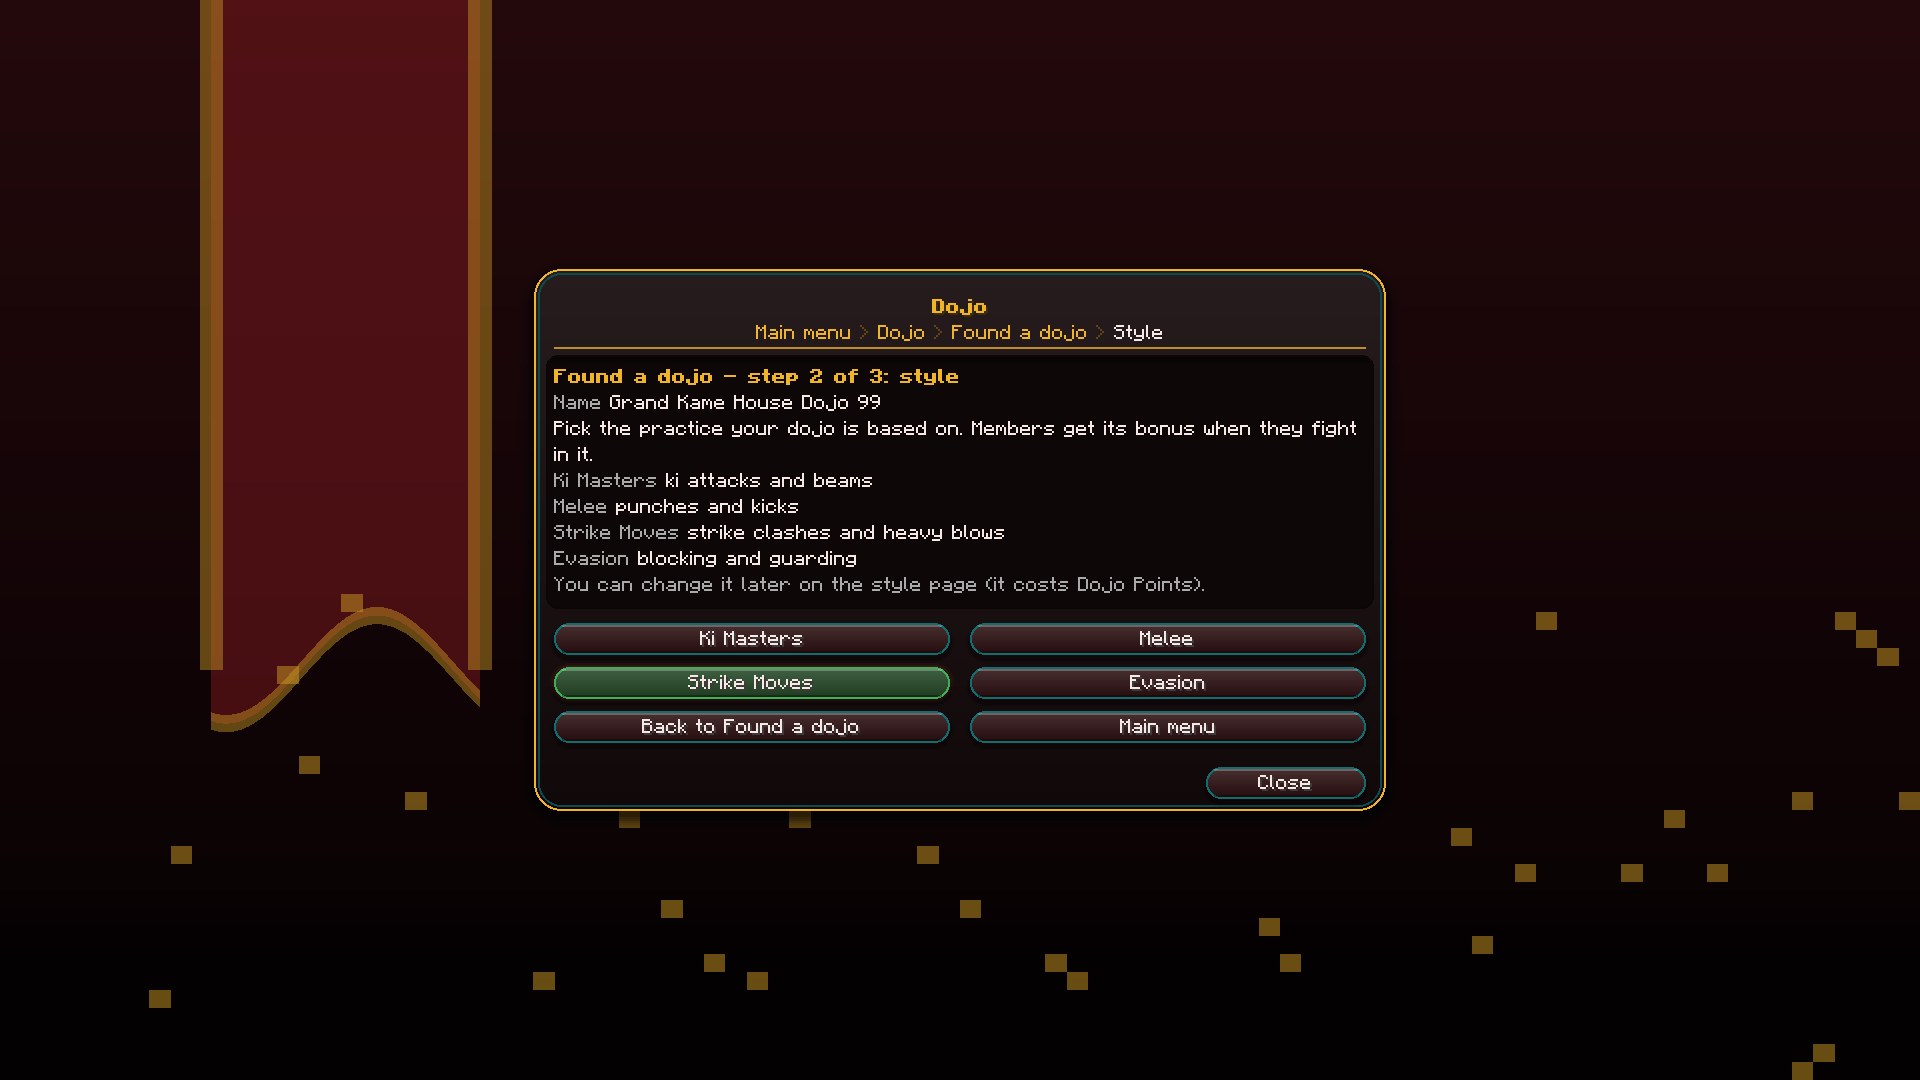 Dojo
Main menu > Dojo > Found a dojo > Style
Found a dojo – step 2 of 3: style
Name Grand Kame House Dojo 99
Pick the practice your dojo is based on. Members get its bonus when they fight
in it.
Ki Masters ki attacks and beams
Melee punches and kicks
Strike Moves strike clashes and heavy blows
Evasion blocking and guarding
You can change it later on the style page (it costs Dojo Points).
Ki Masters
Melee
Strike Moves
Evasion
Back to Found a dojo
Main menu
Close